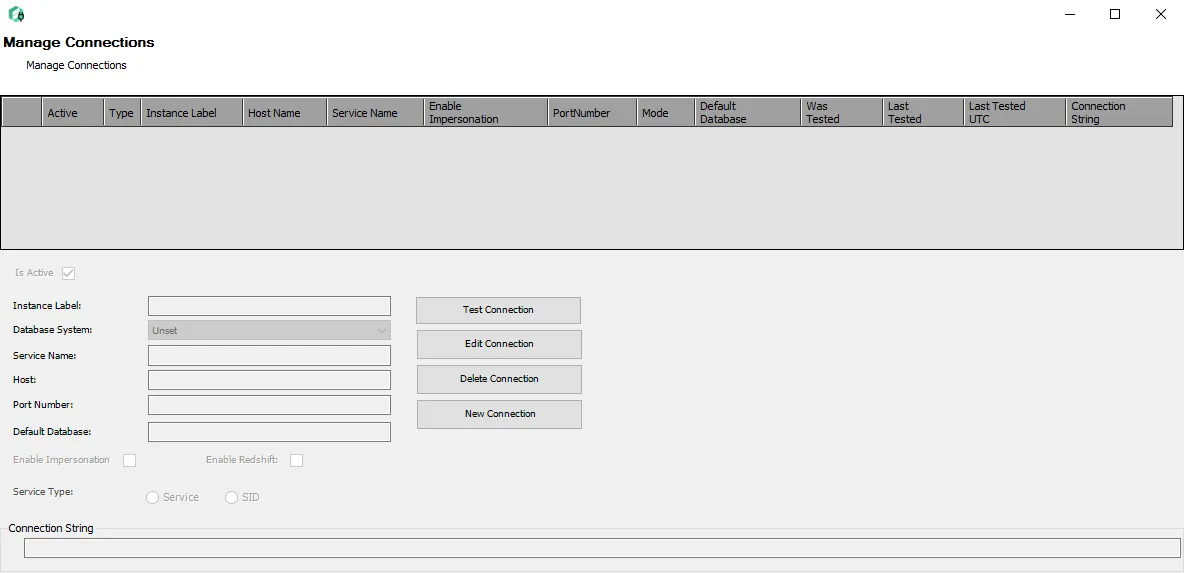 Manage Connections
Manage Connections
Active Type Instance Label Host Name Service Name Enable Impersonation PortNumber Mode Default Database Was Tested Last Tested Last Tested UTC Connection String
Is Active
Instance Label:
Test Connection
Database System: Unset
Edit Connection
Service Name:
Host:
Delete Connection
Port Number:
New Connection
Default Database:
Enable Impersonation Enable Redshift:
Service Type: Service SID
Connection String